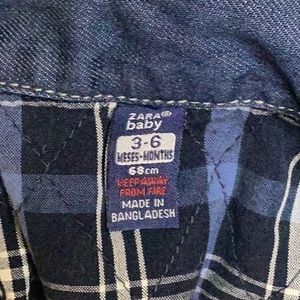 ZARA®
baby
3-6
MESES-MONTHS
68cm
KEEP AWAY
FROM FIRE
MADE IN
BANGLADESH